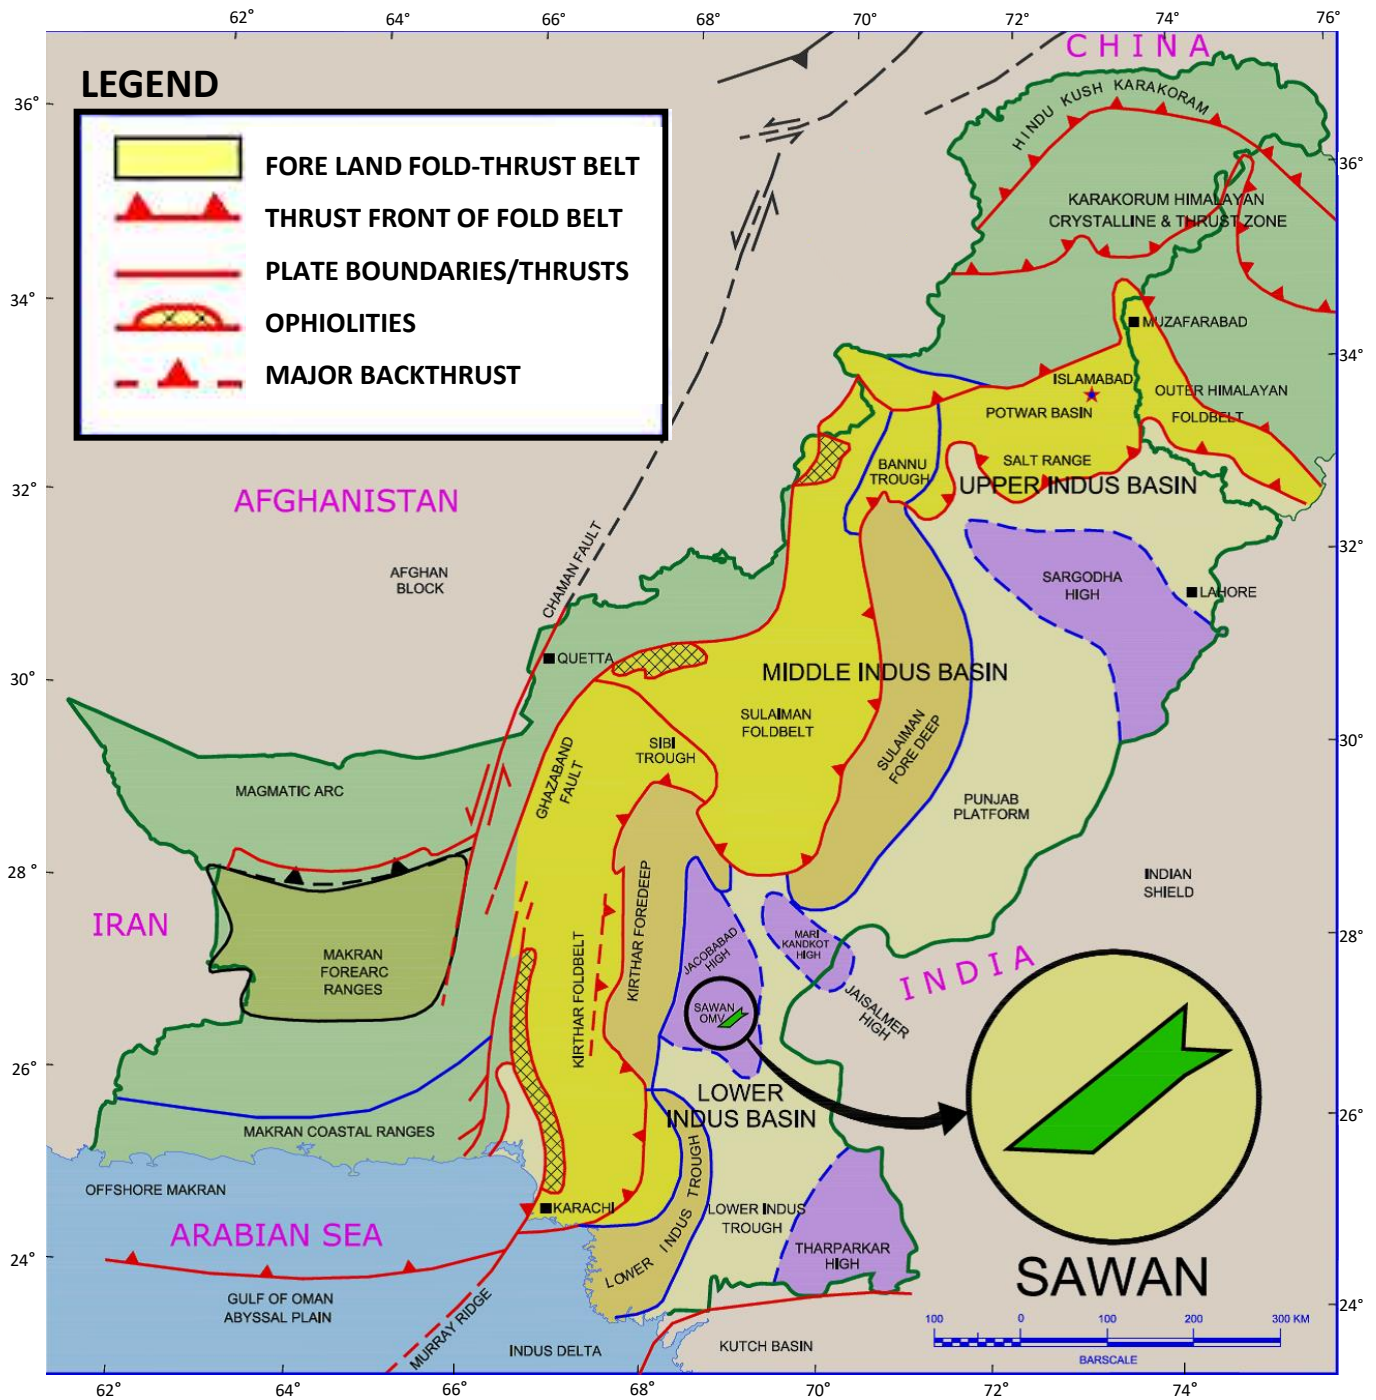 62°
64°
66°
68°
70°
72°
74°
76°
CHINA
LEGEND
FORE LAND FOLD-THRUST BELT
THRUST FRONT OF FOLD BELT
PLATE BOUNDARIES/THRUSTS
OPHIOLITIES
MAJOR BACKTHRUST
36°
34°
32°
30°
28°
26°
24°
36°
34°
32°
30°
28°
26°
24°
HINDU KUSH KARAKORAM
KARAKORUM HIMALAYAN
CRYSTALLINE & THRUST ZONE
MUZAFARABAD
ISLAMABAD
POTWAR BASIN
OUTER HIMALAYAN
FOLDBELT
BANNU
TROUGH
SALT RANGE
UPPER INDUS BASIN
AFGHANISTAN
AFGHAN
BLOCK
CHAMAN FAULT
SARGODHA
HIGH
LAHORE
QUETTA
MIDDLE INDUS BASIN
SULAIMAN
FOLDBELT
SULAIMAN
FORE DEEP
SIBI
TROUGH
GHAZABAND
FAULT
PUNJAB
PLATFORM
MAGMATIC ARC
INDIAN
SHIELD
IRAN
MAKRAN
FOREARC
RANGES
KIRTHAR FOLDBELT
KIRTHAR FOREDEEP
JACOBABAD
HIGH
MARI
KANDKOT
HIGH
INDIA
JAISALMER
HIGH
SAWAN
OMV
LOWER
INDUS BASIN
MAKRAN COASTAL RANGES
OFFSHORE MAKRAN
ARABIAN SEA
KARACHI
LOWER INDUS TROUGH
LOWER INDUS
TROUGH
THARPARKAR
HIGH
SAWAN
GULF OF OMAN
ABYSSAL PLAIN
MURRAY RIDGE
INDUS DELTA
KUTCH BASIN
100
0
100
200
300 KM
BARSCALE
62°
64°
66°
68°
70°
72°
74°